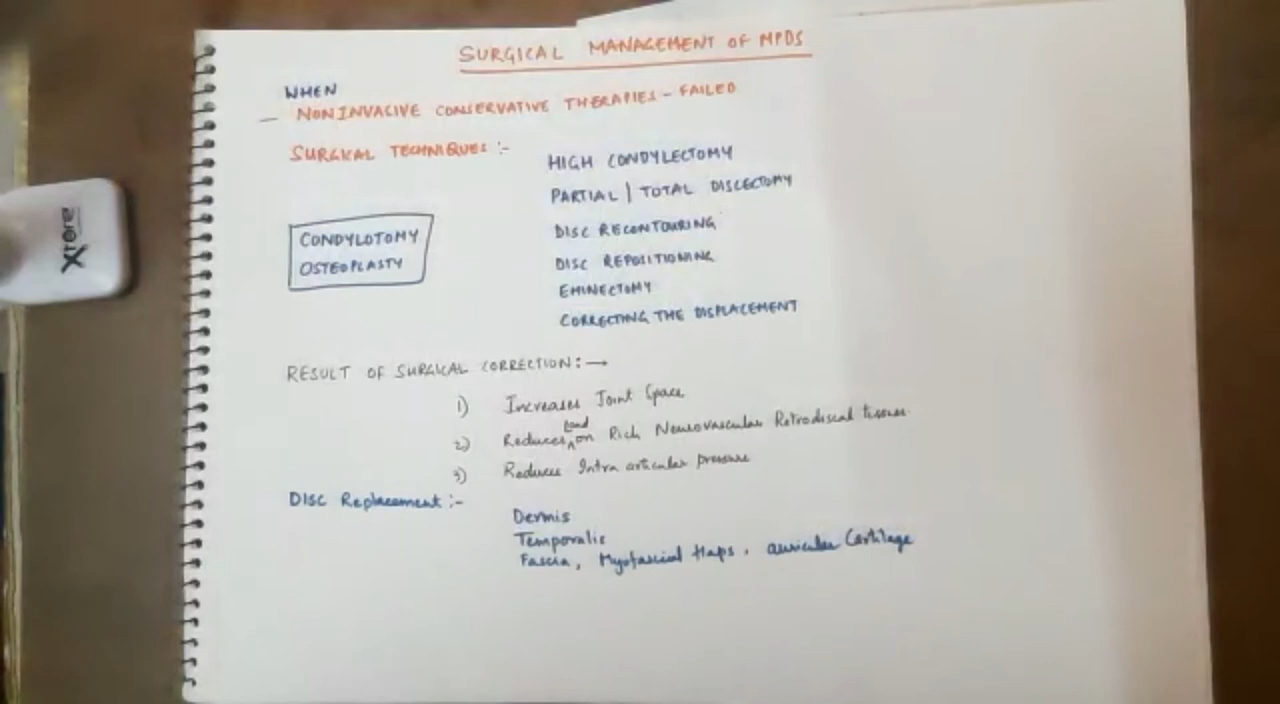 SURGICAL MANAGEMENT OF MPDS
WHEN
- NONINVASIVE CONSERVATIVE THERAPIES - FAILED
SURGICAL TECHNIQUES :-
HIGH CONDYLECTOMY
PARTIAL | TOTAL DISCECTOMY
CONDYLOTOMY
OSTEOPLASTY
DISC RECONTOURING
DISC REPOSITIONING
EMINECTOMY
CORRECTING THE DISPLACEMENT
RESULT OF SURGICAL CORRECTION : →
1) Increases Joint Space
2) Reduces load on Rich Neurovascular Retrodiscal tissues
3) Reduces Intra articular pressure
DISC Replacement :-
Dermis
Temporalis
Fascia, Myofascial flaps, auricular Cartilage
Xtore